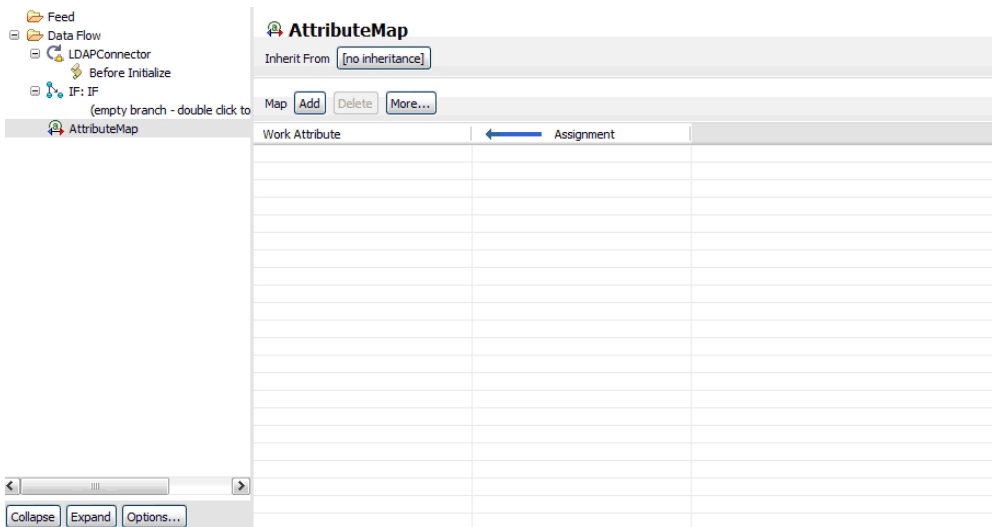 Feed
Data Flow
LDAPConnector
Before Initialize
IF: IF
(empty branch - double click to
AttributeMap
Collapse Expand Options...
AttributeMap
Inherit From [no inheritance]
Map Add Delete More...
Work Attribute Assignment